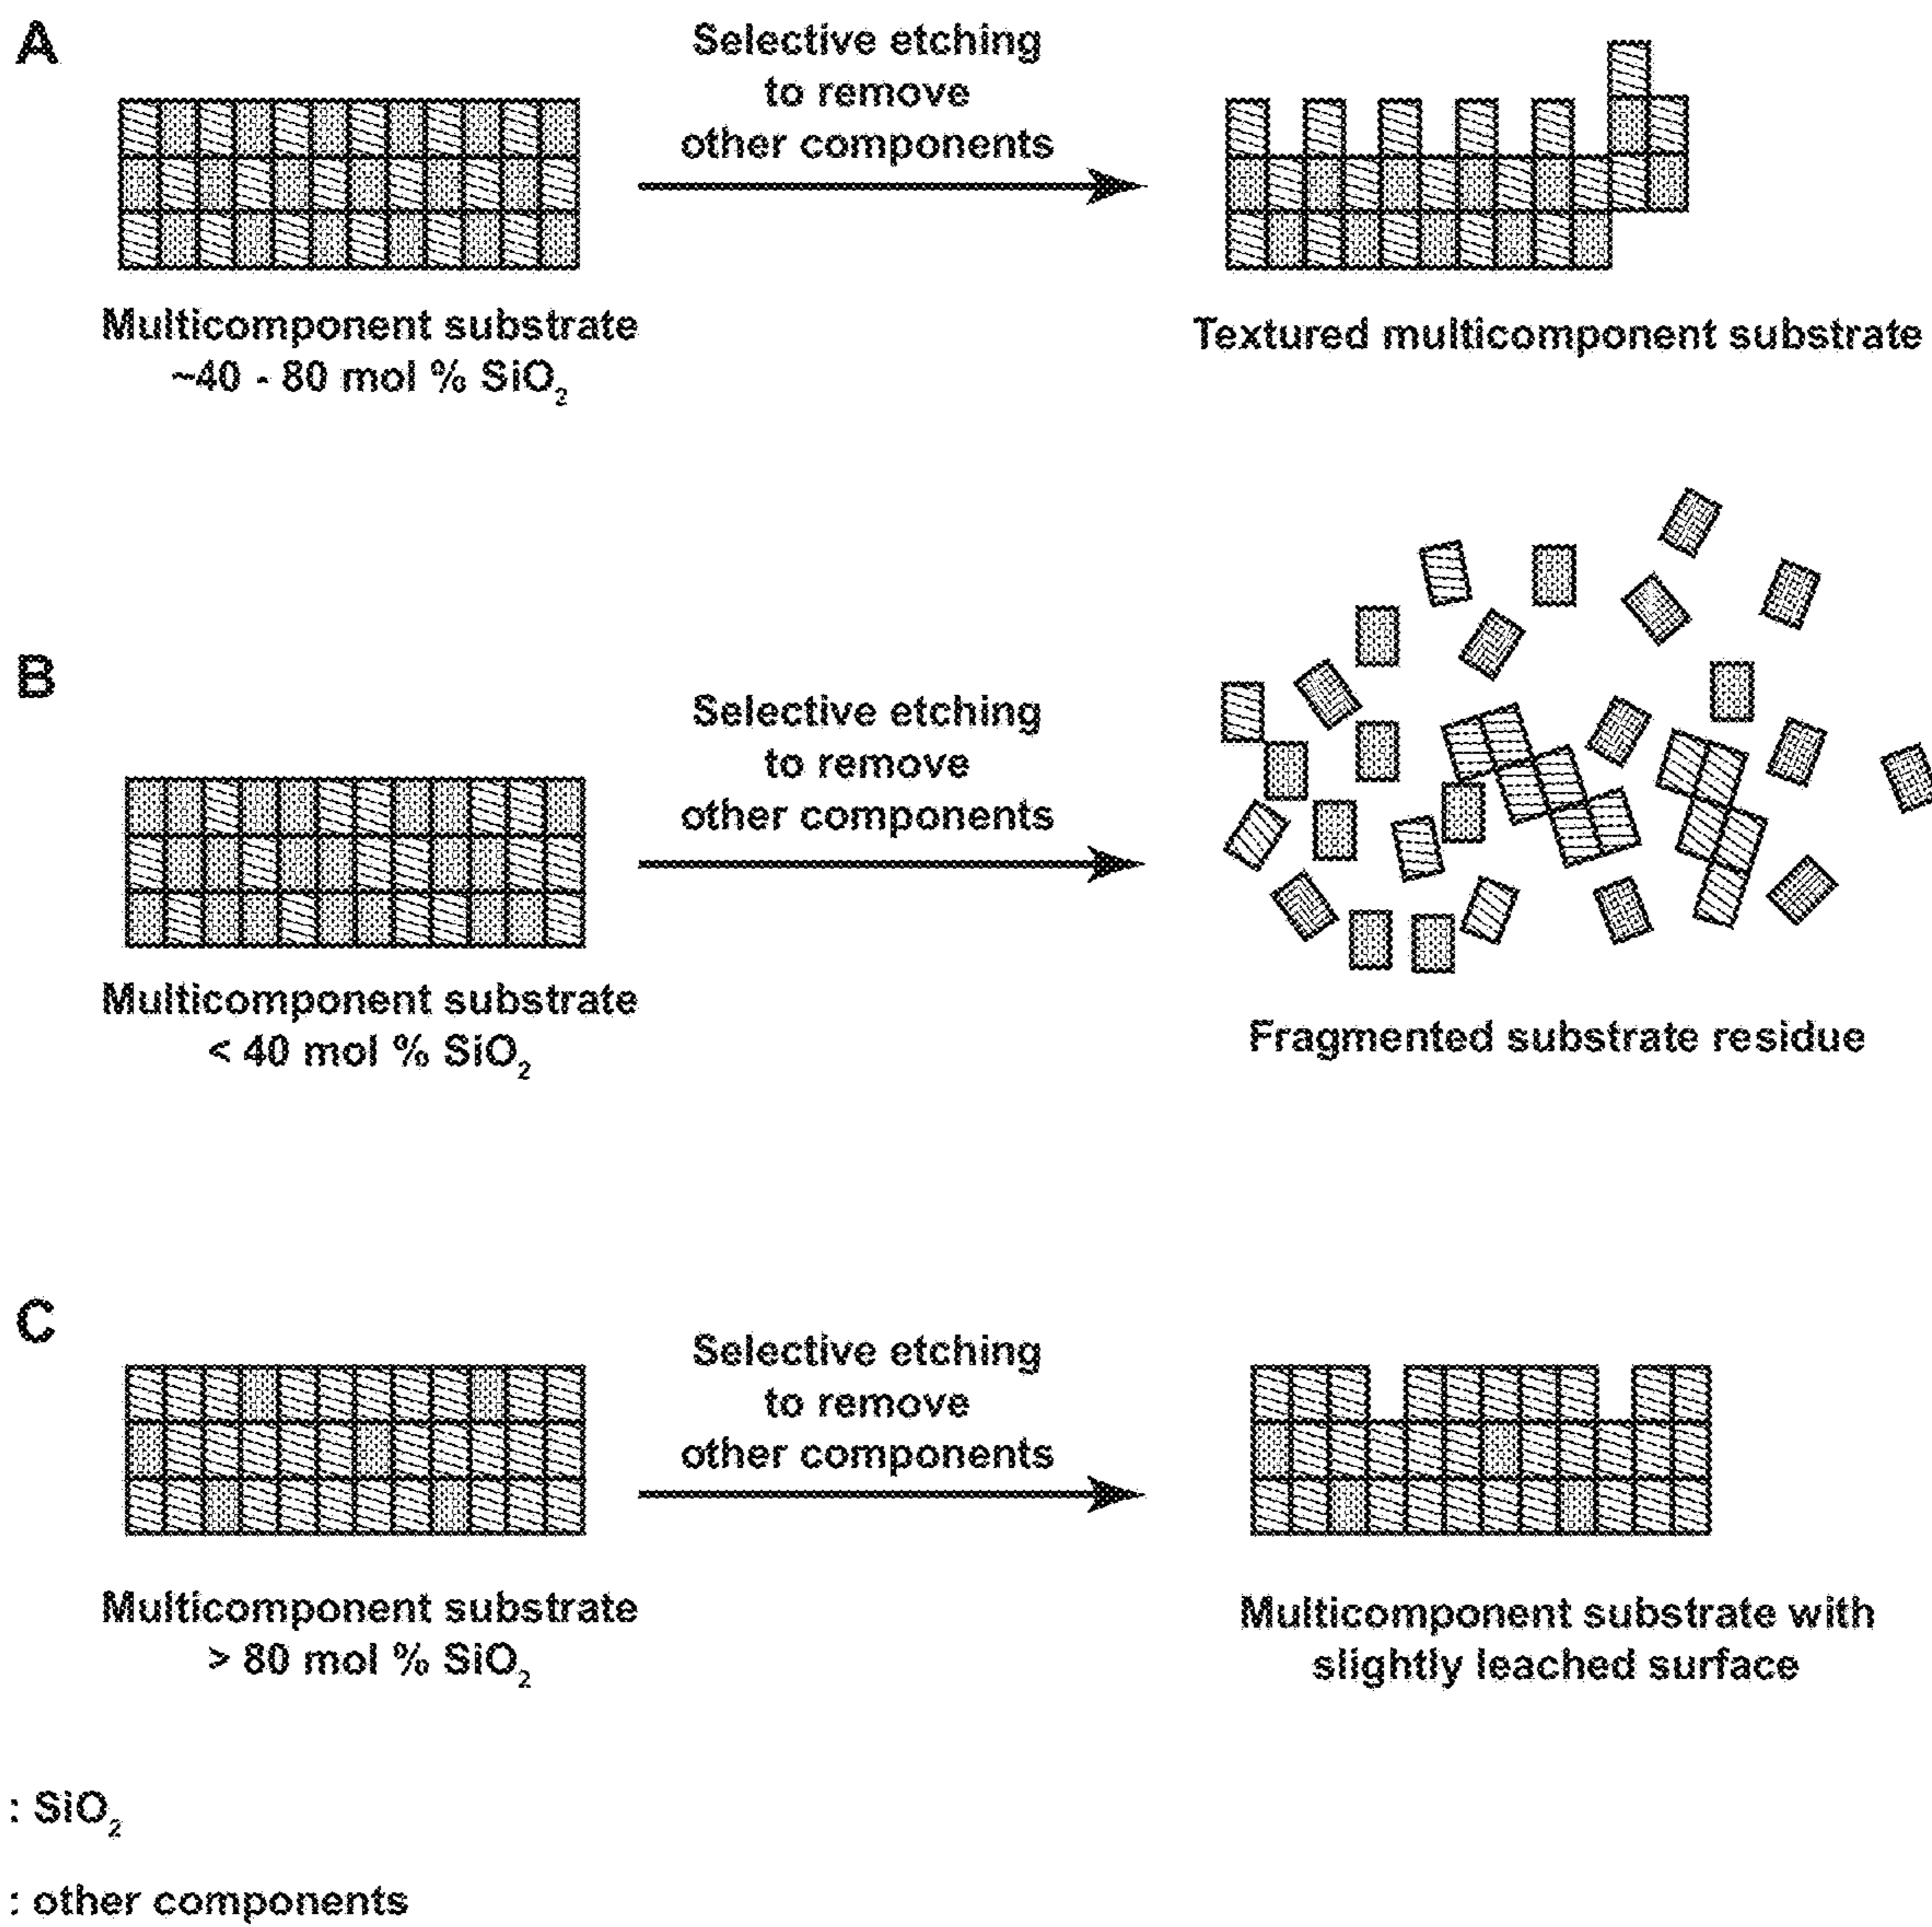 A
Selective etching
to remove
other components
Multicomponent substrate
~40 - 80 mol % SiO₂
Textured multicomponent substrate
B
Selective etching
to remove
other components
Multicomponent substrate
< 40 mol % SiO₂
Fragmented substrate residue
C
Selective etching
to remove
other components
Multicomponent substrate
> 80 mol % SiO₂
Multicomponent substrate with
slightly leached surface
: SiO₂
: other components